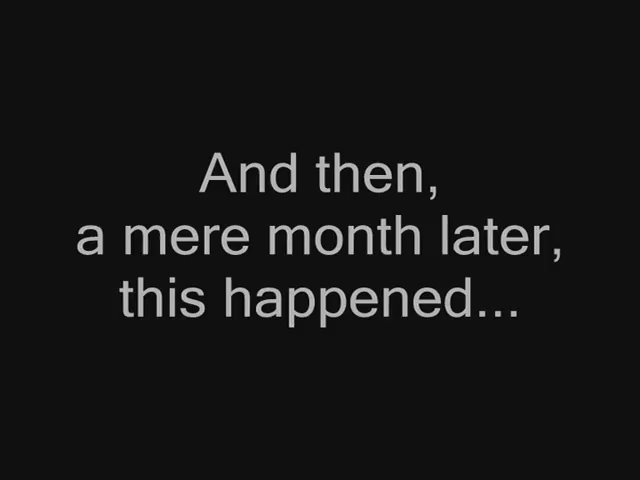 And then,
a mere month later,
this happened...